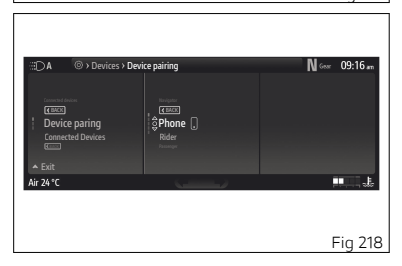 A Devices › Device pairing N Gear 09:16 am
Connected devices
BACK
Device paring
Connected Devices
Exit
Navigator
BACK
Phone
Rider
Passenger
Air 24 °C
Fig 218